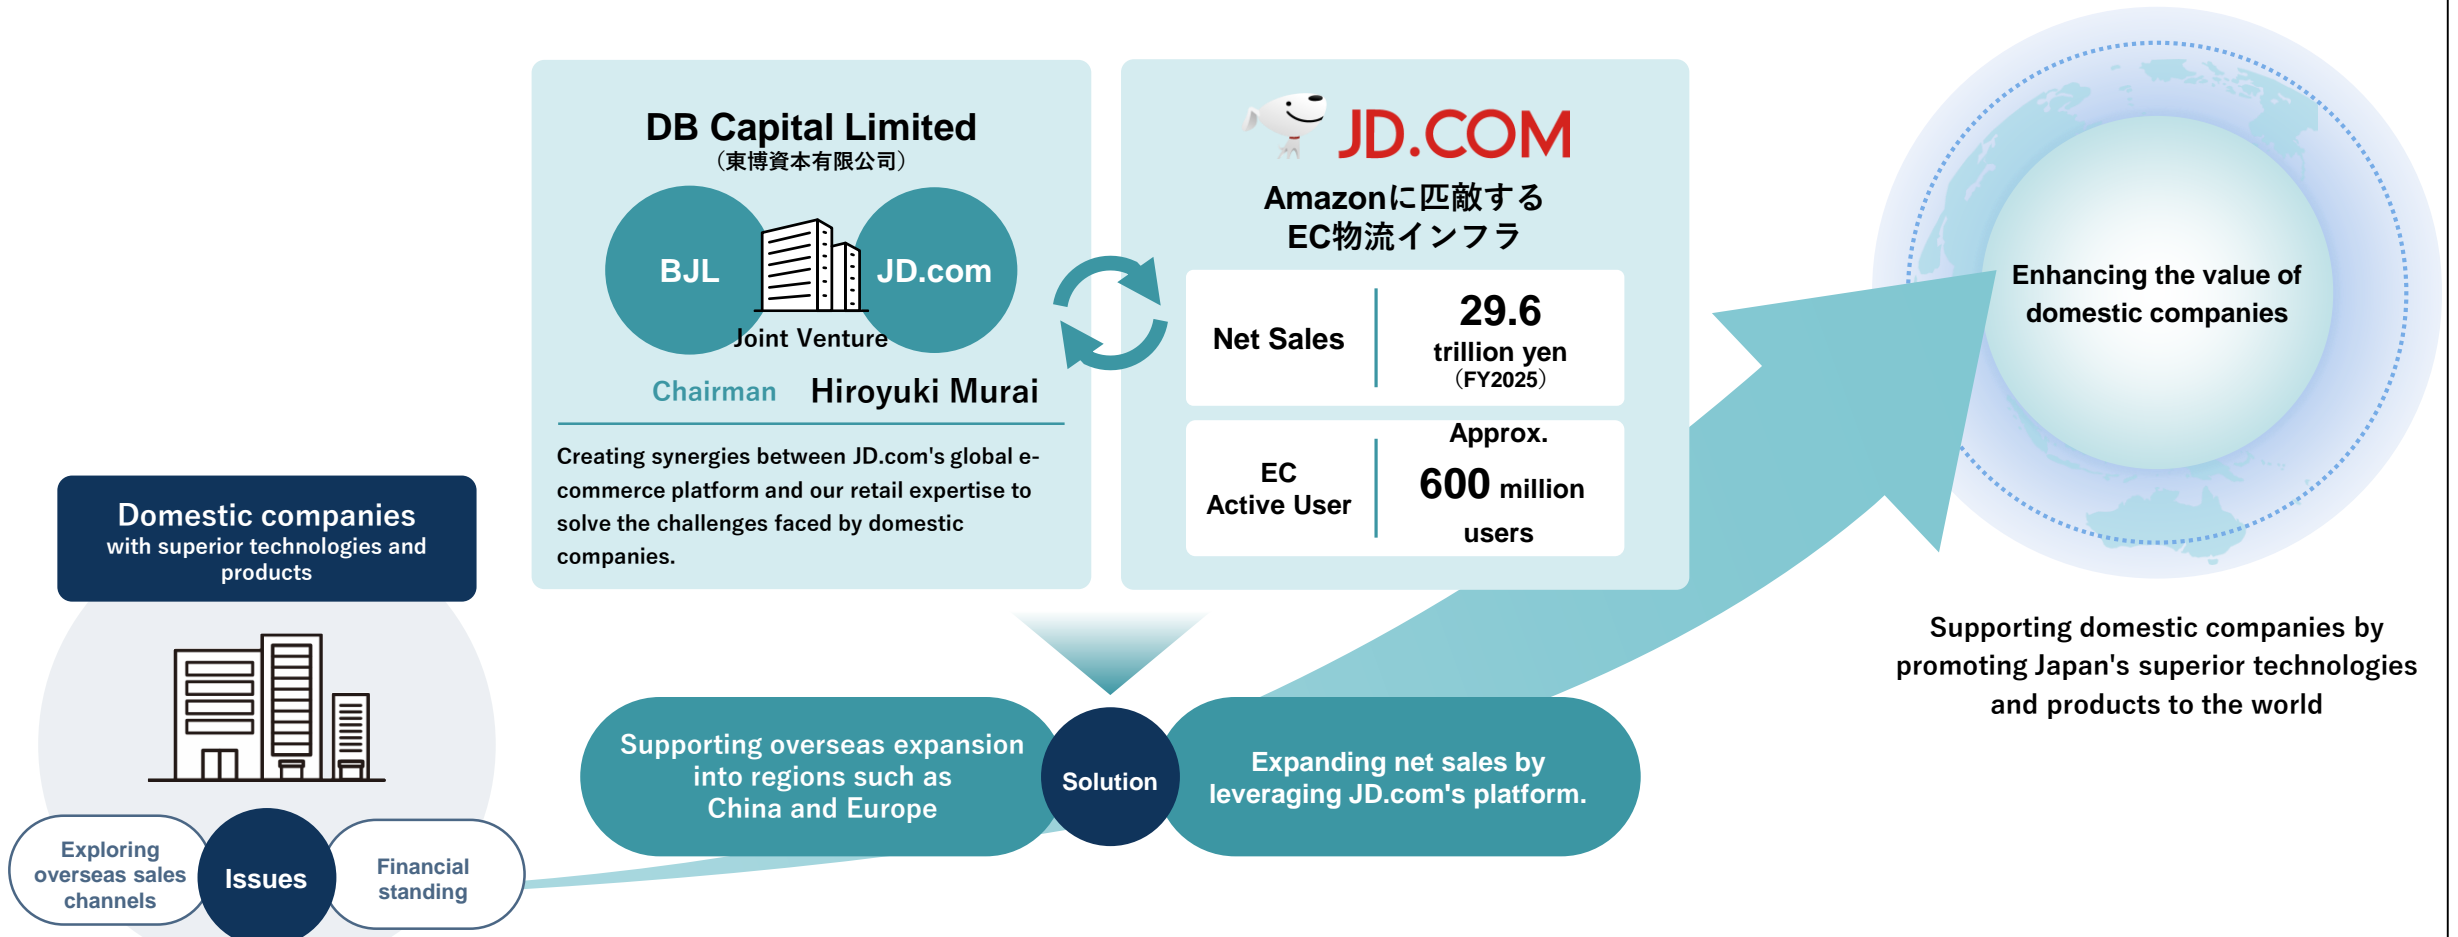 DB Capital Limited
（東博資本有限公司）
BJL
JD.com
Joint Venture
Chairman Hiroyuki Murai
Creating synergies between JD.com's global e-
commerce platform and our retail expertise to
solve the challenges faced by domestic
companies.
JD.COM
Amazonに匹敵する
EC物流インフラ
Net Sales
29.6
trillion yen
（FY2025）
EC
Active User
Approx.
600 million
users
Enhancing the value of
domestic companies
Supporting domestic companies by
promoting Japan's superior technologies
and products to the world
Domestic companies
with superior technologies and
products
Exploring
overseas sales
channels
Issues
Financial
standing
Supporting overseas expansion
into regions such as
China and Europe
Solution
Expanding net sales by
leveraging JD.com's platform.